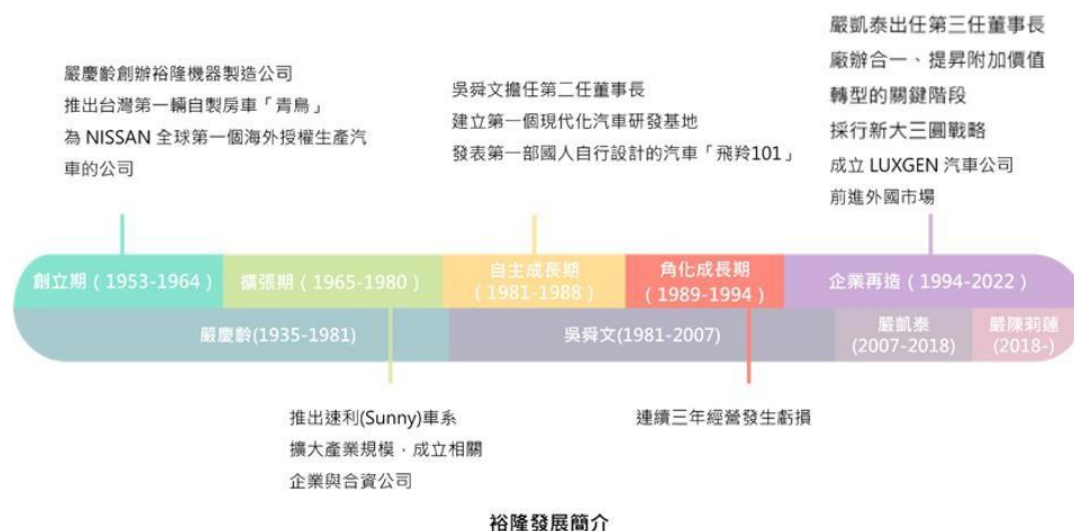 嚴慶齡創辦裕隆機器製造公司
推出台灣第一輛自製房車「青鳥」
為 NISSAN 全球第一個海外授權生產汽
車的公司
吳舜文擔任第二任董事長
建立第一個現代化汽車研發基地
發表第一部國人自行設計的汽車「飛羚101」
嚴凱泰出任第三任董事長
廠辦合一、提昇附加價值
轉型的關鍵階段
採行新大三圓戰略
成立 LUXGEN 汽車公司
前進外國市場
創立期（1953-1964）
擴張期（1965-1980）
自主成長期
（1981-1988）
角化成長期
（1989-1994）
企業再造（1994-2022）
嚴慶齡(1935-1981)
吳舜文(1981-2007)
嚴凱泰
(2007-2018)
嚴陳莉蓮
(2018-)
推出速利(Sunny)車系
擴大產業規模，成立相關
企業與合資公司
連續三年經營發生虧損
裕隆發展簡介